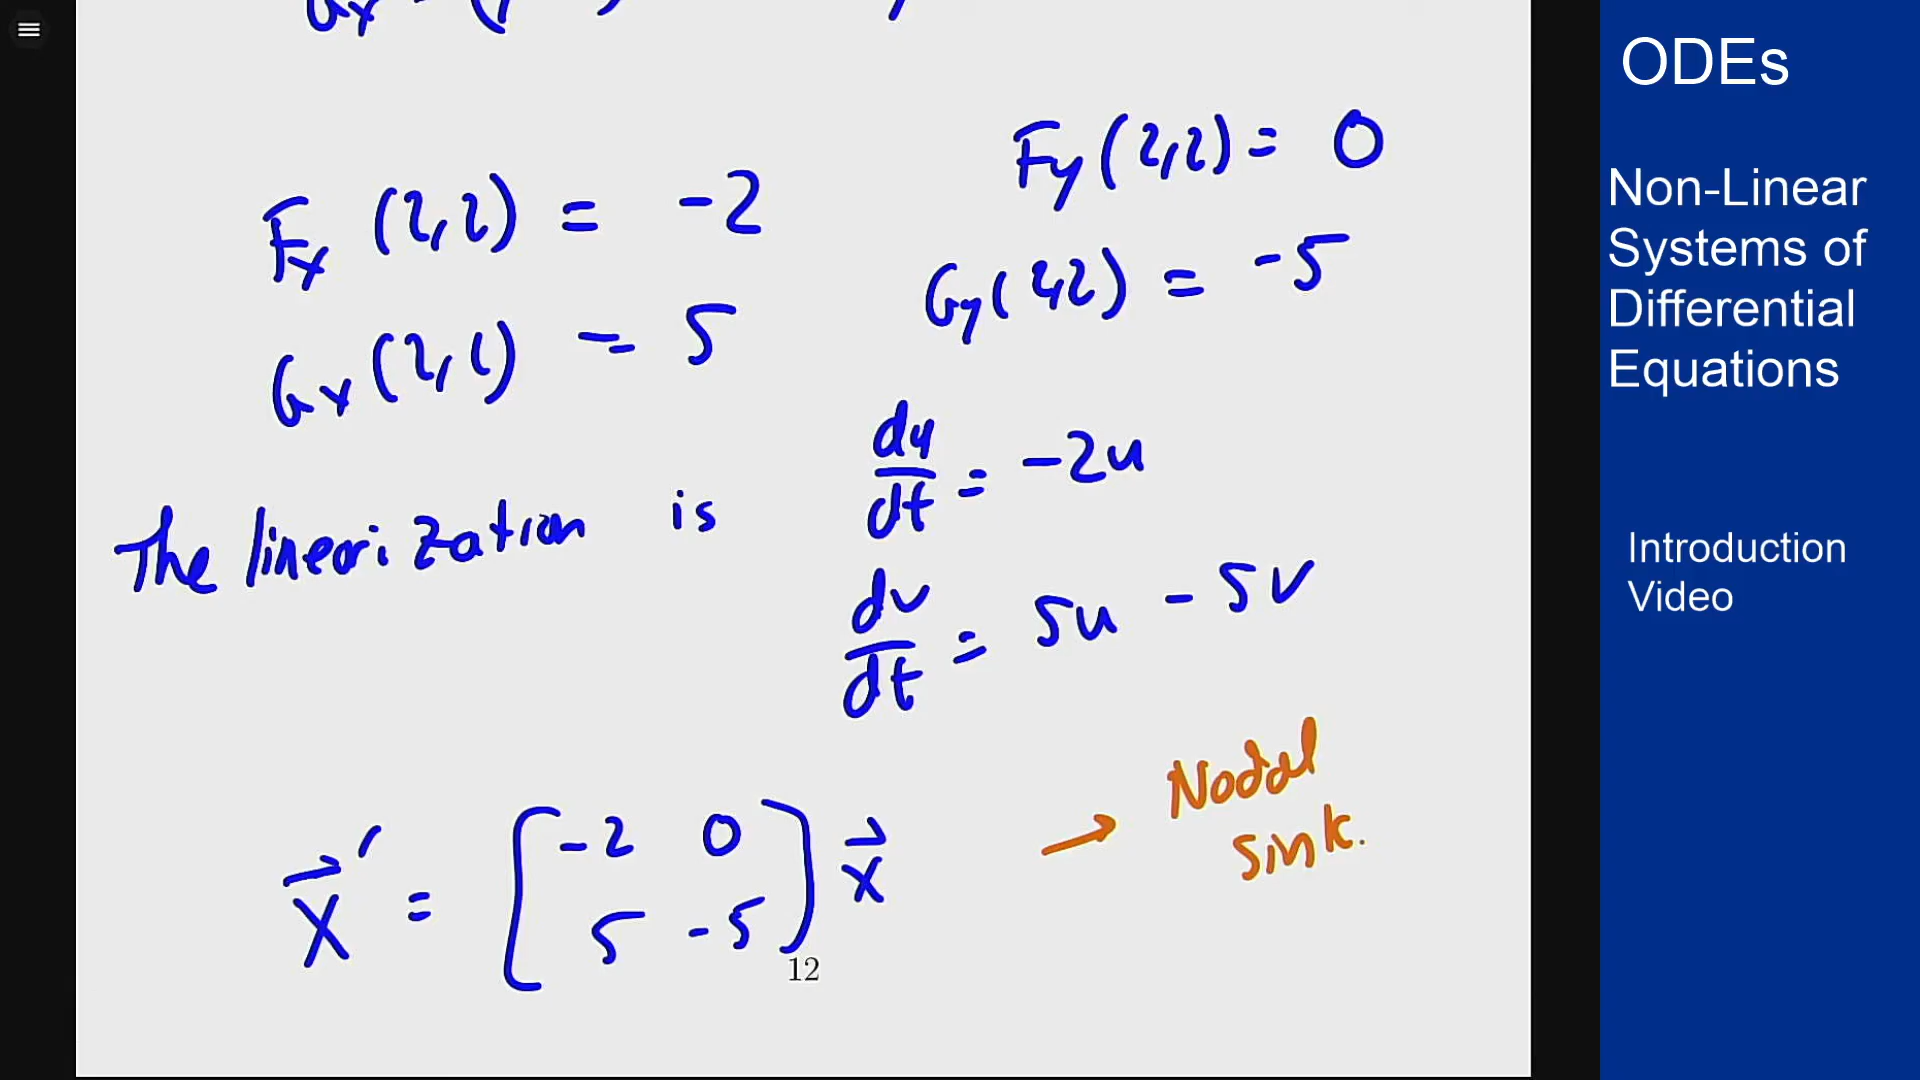 Gx
Fx (2,2) = -2
Fy (2,2) = 0
Gx (2,2) = 5
Gy (2,2) = -5
The linearization is
du/dt = -2u
dv/dt = 5u - 5v
X⃗′ = [-2 0
5 -5] x⃗
→ Nodal
sink.
12
ODEs
Non-Linear
Systems of
Differential
Equations
Introduction
Video